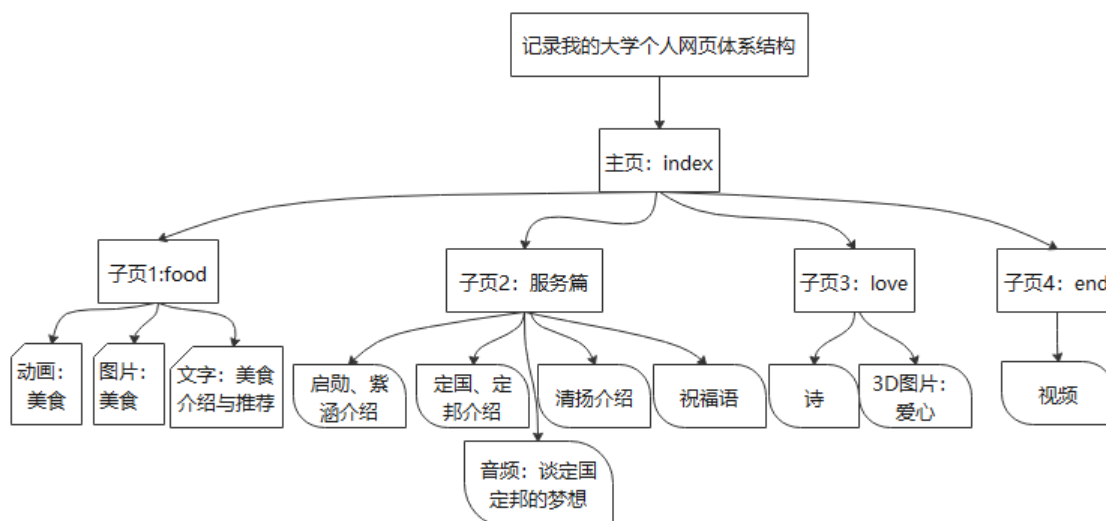 记录我的大学个人网页体系结构
主页：index
子页1:food
子页2：服务篇
子页3：love
子页4：end
动画：
美食
图片：
美食
文字：美食
介绍与推荐
启勋、紫
涵介绍
定国、定
邦介绍
清扬介绍
祝福语
诗
3D图片：
爱心
视频
音频：谈定国
定邦的梦想